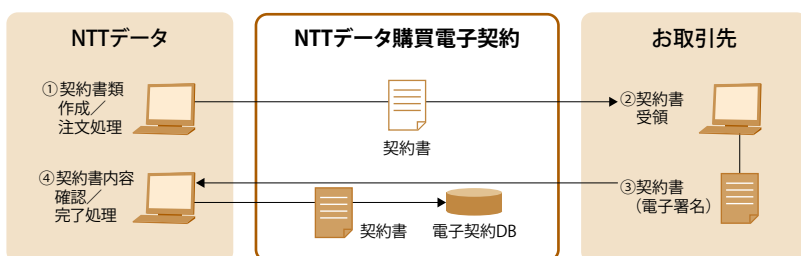 NTTデータ
NTTデータ購買電子契約
お取引先
①契約書類
作成／
注文処理
契約書
②契約書
受領
③契約書
（電子署名）
④契約書内容
確認／
完了処理
契約書
電子契約DB